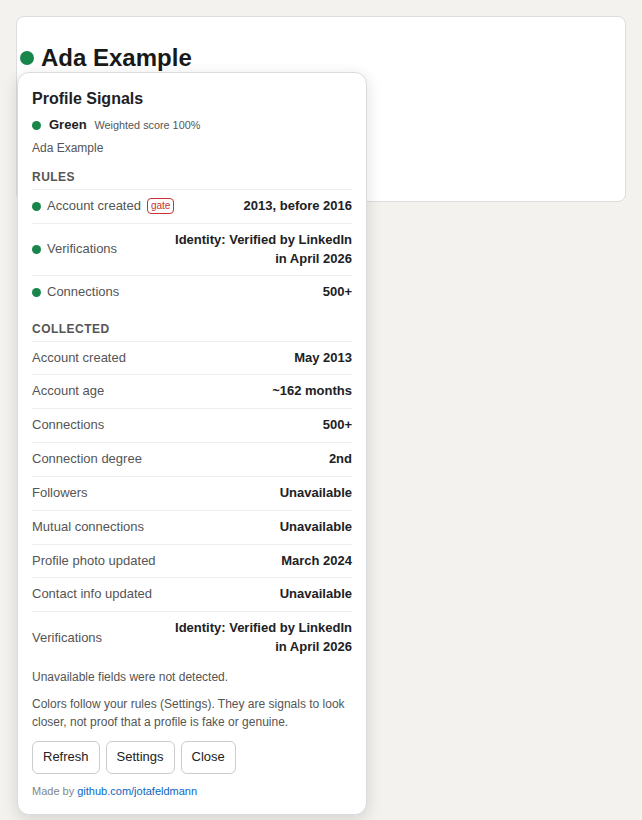 Ada Example
Profile Signals
Green Weighted score 100%
Ada Example
RULES
Account created gate 2013, before 2016
Verifications Identity: Verified by LinkedIn
in April 2026
Connections 500+
COLLECTED
Account created May 2013
Account age ~162 months
Connections 500+
Connection degree 2nd
Followers Unavailable
Mutual connections Unavailable
Profile photo updated March 2024
Contact info updated Unavailable
Verifications Identity: Verified by LinkedIn
in April 2026
Unavailable fields were not detected.
Colors follow your rules (Settings). They are signals to look
closer, not proof that a profile is fake or genuine.
Refresh Settings Close
Made by github.com/jotafeldmann